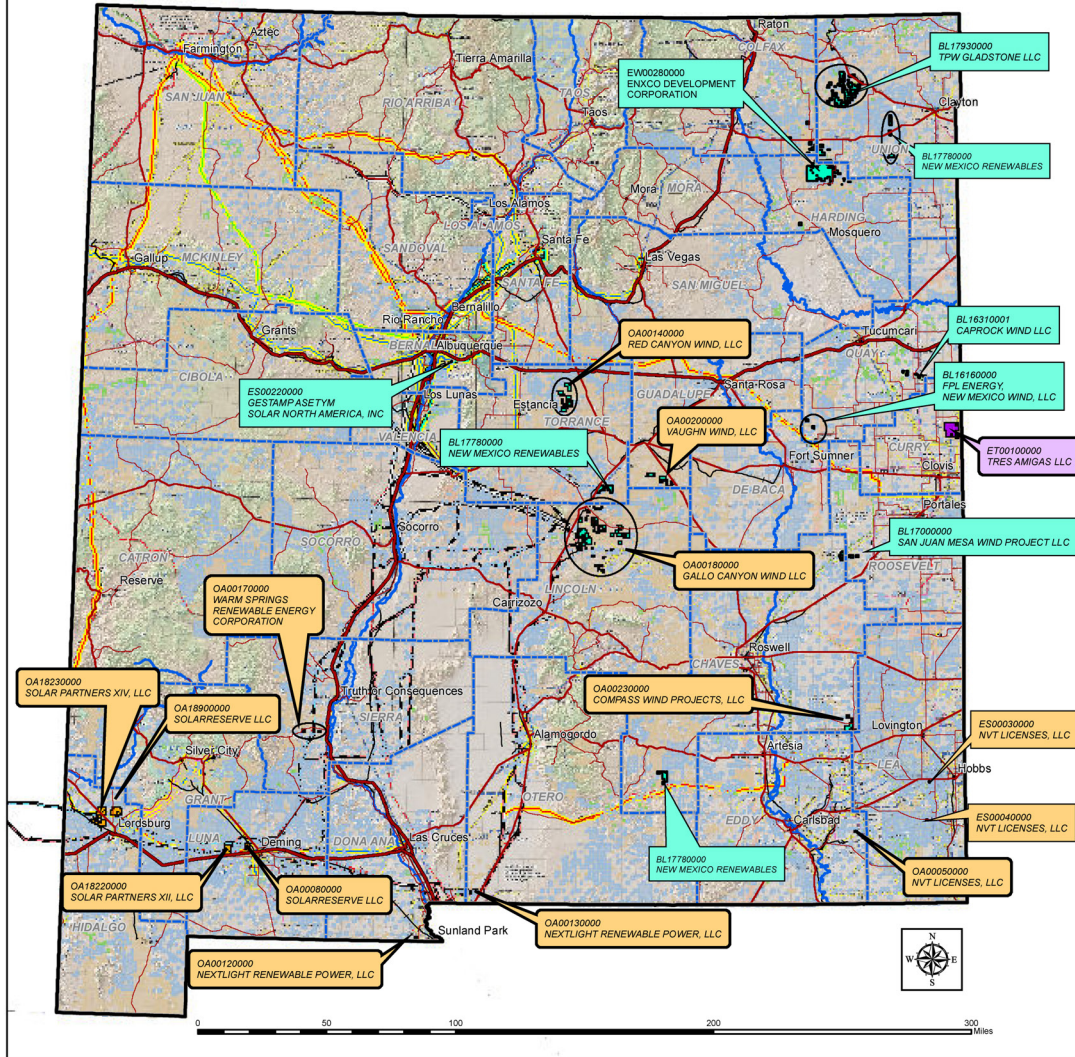 Raton
Aztec
COLFAX
Farmington
Tierra Amarilla
BL17930000
TPW GLADSTONE LLC
EW00280000
ENXCO DEVELOPMENT
CORPORATION
SAN JUAN
RIO ARRIBA
TAOS
Taos
Clayton
UNION
BL17780000
NEW MEXICO RENEWABLES
Mora
MORA
Los Alamos
LOS ALAMOS
HARDING
Mosquero
SANDOVAL
Santa Fe
Gallup
MCKINLEY
Las Vegas
SANTA FE
SAN MIGUEL
Bernalillo
Rio Rancho
Grants
Tucumcari
BL16310001
CAPROCK WIND LLC
OA00140000
RED CANYON WIND, LLC
BERNAL
Albuquerque
QUAY
CIBOLA
BL16160000
FPL ENERGY,
NEW MEXICO WIND, LLC
ES00220000
GESTAMP ASETYM
SOLAR NORTH AMERICA, INC
Los Lunas
Santa Rosa
GUADALUPE
Estancia
TORRANCE
OA00200000
VAUGHN WIND, LLC
VALENCIA
BL17780000
NEW MEXICO RENEWABLES
Fort Sumner
CURRY
Clovis
ET00100000
TRES AMIGAS LLC
DE BACA
Portales
Socorro
SOCORRO
BL17000000
SAN JUAN MESA WIND PROJECT LLC
ROOSEVELT
CATRON
Reserve
OA00180000
GALLO CANYON WIND LLC
OA00170000
WARM SPRINGS
RENEWABLE ENERGY
CORPORATION
LINCOLN
Carrizozo
Roswell
CHAVES
OA18230000
SOLAR PARTNERS XIV, LLC
OA18900000
SOLARRESERVE LLC
Truth or Consequences
SIERRA
OA00230000
COMPASS WIND PROJECTS, LLC
Lovington
ES00030000
NVT LICENSES, LLC
Alamogordo
Silver City
Artesia
LEA
Hobbs
GRANT
OTERO
Lordsburg
EDDY
Carlsbad
ES00040000
NVT LICENSES, LLC
LUNA
Deming
DONA ANA
Las Cruces
BL17780000
NEW MEXICO RENEWABLES
OA00050000
NVT LICENSES, LLC
OA18220000
SOLAR PARTNERS XII, LLC
OA00080000
SOLARRESERVE LLC
HIDALGO
Sunland Park
OA00130000
NEXTLIGHT RENEWABLE POWER, LLC
OA00120000
NEXTLIGHT RENEWABLE POWER, LLC
N
W E
S
0 50 100 200 300
Miles